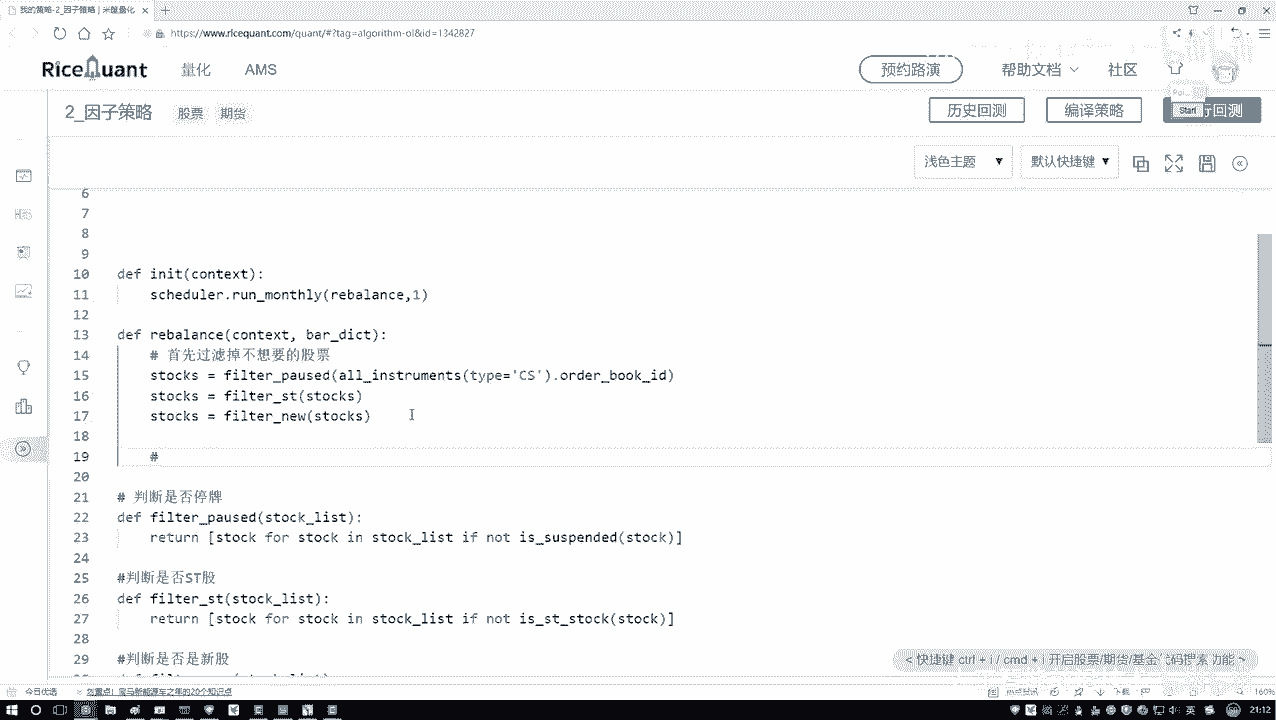 我的策略-2_因子策略 | 米筐量化
https://www.ricequant.com/quant/#?tag=algorithm-ol&id=1342827
RiceQuant 量化 AMS 预约路演 帮助文档 社区
2_因子策略 股票 期货 历史回测 编译策略 行回测
Start
浅色主题 默认快捷键
6
7
8
9
10 def init(context):
11 scheduler.run_monthly(rebalance,1)
12
13 def rebalance(context, bar_dict):
14 # 首先过滤掉不想要的股票
15 stocks = filter_paused(all_instruments(type='CS').order_book_id)
16 stocks = filter_st(stocks)
17 stocks = filter_new(stocks)
18
19 #
20
21 # 判断是否停牌
22 def filter_paused(stock_list):
23 return [stock for stock in stock_list if not is_suspended(stock)]
24
25 #判断是否ST股
26 def filter_st(stock_list):
27 return [stock for stock in stock_list if not is_st_stock(stock)]
28
29 #判断是否是新股
<快捷键 ctrl + i / cmd + i 开启股票/期货/基金
今日优选
160%
英
21:12